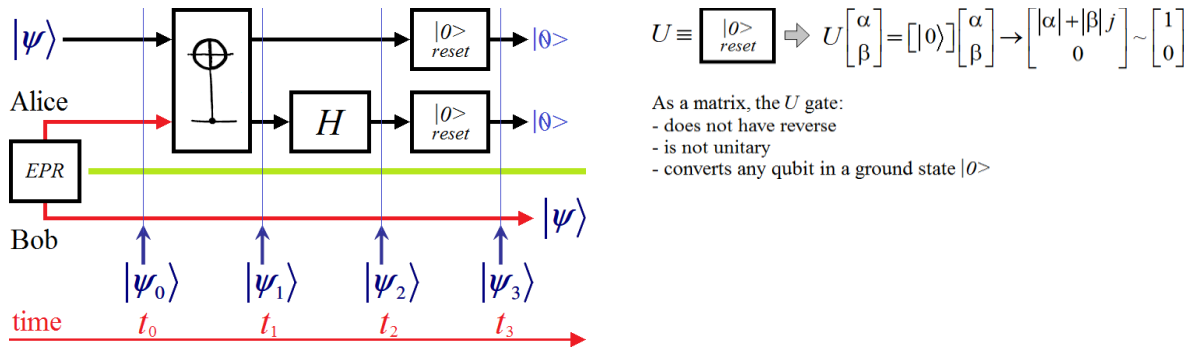 |ψ⟩
|0>
reset
|0>
Alice
H
|0>
reset
|0>
EPR
|ψ⟩
Bob
|ψ₀⟩ |ψ₁⟩ |ψ₂⟩ |ψ₃⟩
time t₀ t₁ t₂ t₃
U ≡ |0> reset ⇨ U[α β] = [|0⟩][α β] → [|α|+|β|j 0] ~ [1 0]
As a matrix, the U gate:
- does not have reverse
- is not unitary
- converts any qubit in a ground state |0>